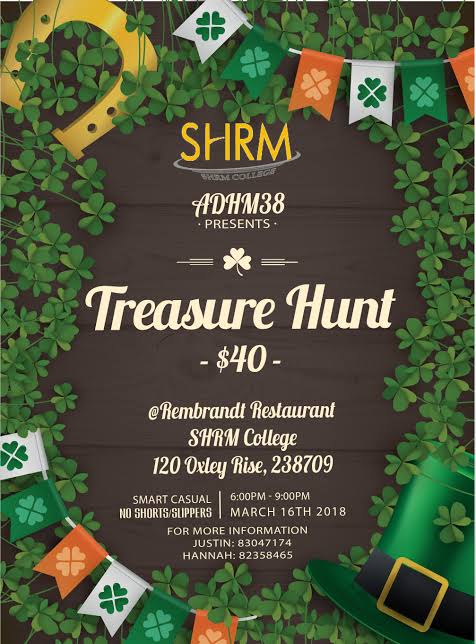 SHRM
SHRM COLLEGE
ADHM38
· PRESENTS ·
Treasure Hunt
- $40 -
@Rembrandt Restaurant
SHRM College
120 Oxley Rise, 238709
SMART CASUAL | 6:00PM - 9:00PM
NO SHORTS/SLIPPERS | MARCH 16TH 2018
FOR MORE INFORMATION
JUSTIN: 83047174
HANNAH: 82358465